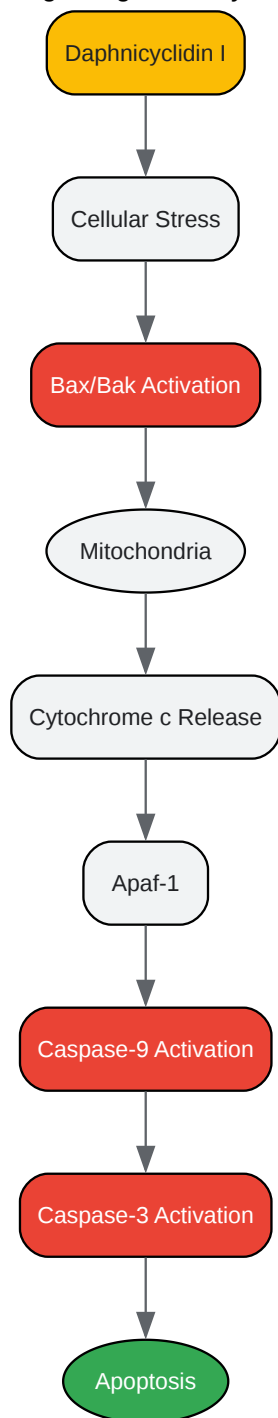 Daphnicyclidin I
Cellular Stress
Bax/Bak Activation
Mitochondria
Cytochrome c Release
Apaf-1
Caspase-9 Activation
Caspase-3 Activation
Apoptosis